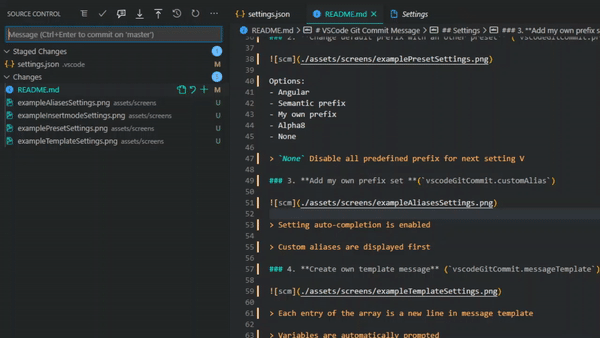 SOURCE CONTROL
Message (Ctrl+Enter to commit on 'master')
Staged Changes 1
settings.json .vscode M
Changes
README.md M
exampleAliasesSettings.png assets/screens U
exampleInsertmodeSettings.png assets/screens U
examplePresetSettings.png assets/screens U
exampleTemplateSettings.png assets/screens U
settings.json
README.md
Settings
README.md > # VSCode Git Commit Message > ## Settings > ### 3. **Add my own prefix s
36 ### 2. **Change default prefix with an other preset** (`vscodeGitCommit.pr
37
38 ![scm](./assets/screens/examplePresetSettings.png)
39
40 Options:
41 - Angular
42 - Semantic prefix
43 - My own prefix
44 - Alpha8
45 - None
46
47 > `None` Disable all predefined prefix for next setting V
48
49 ### 3. **Add my own prefix set **(`vscodeGitCommit.customAlias`)
50
51 ![scm](./assets/screens/exampleAliasesSettings.png)
52
53 > Setting auto-completion is enabled
54
55 > Custom aliases are displayed first
56
57 ### 4. **Create own template message** (`vscodeGitCommit.messageTemplate`)
58
59 ![scm](./assets/screens/exampleTemplateSettings.png)
60
61 > Each entry of the array is a new line in message template
62
63 > Variables are automatically prompted